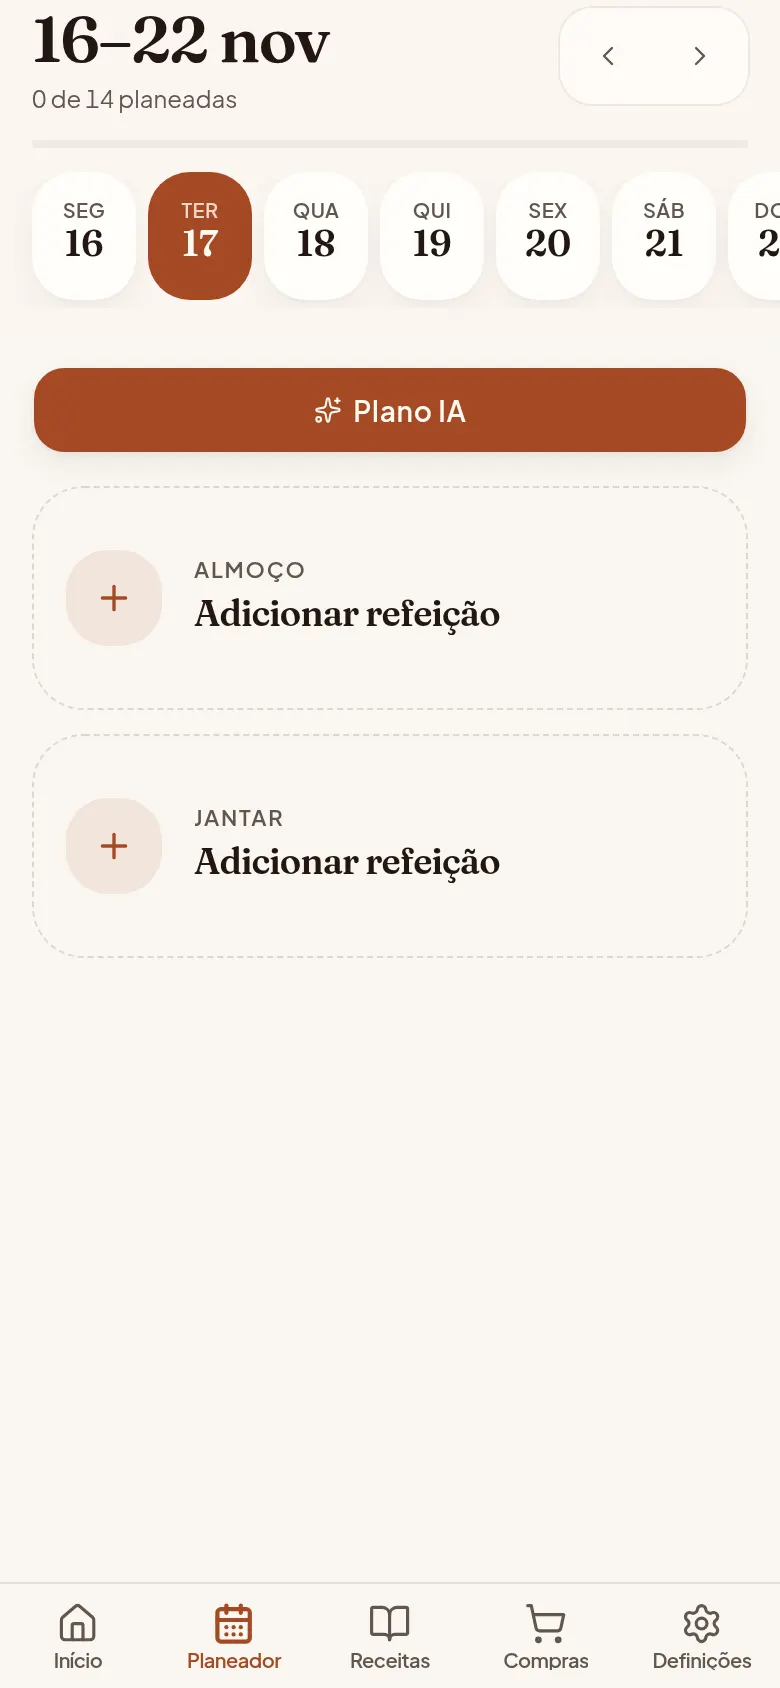 16–22 nov
0 de 14 planeadas
SEG TER QUA QUI SEX SÁB
16 17 18 19 20 21
Plano IA
ALMOÇO
Adicionar refeição
JANTAR
Adicionar refeição
Início Planeador Receitas Compras Definições